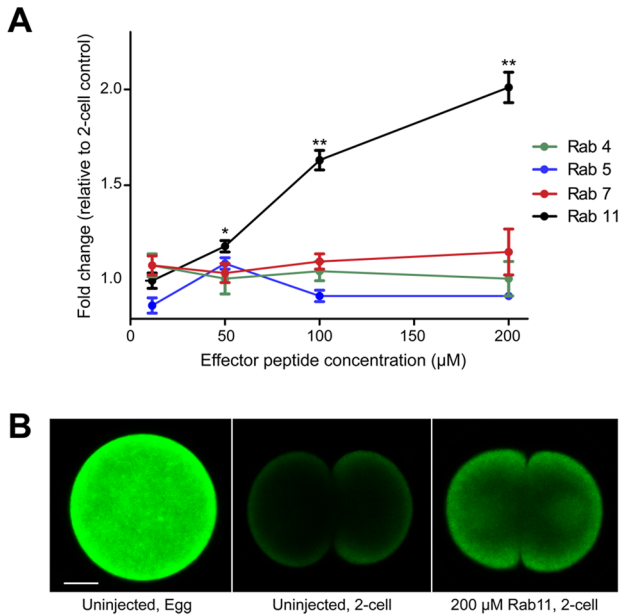 A
Fold change (relative to 2-cell control)
2.0
1.5
1.0
0
50
100
150
200
*
**
**
Effector peptide concentration (µM)
Rab 4
Rab 5
Rab 7
Rab 11
B
Uninjected, Egg
Uninjected, 2-cell
200 µM Rab11, 2-cell